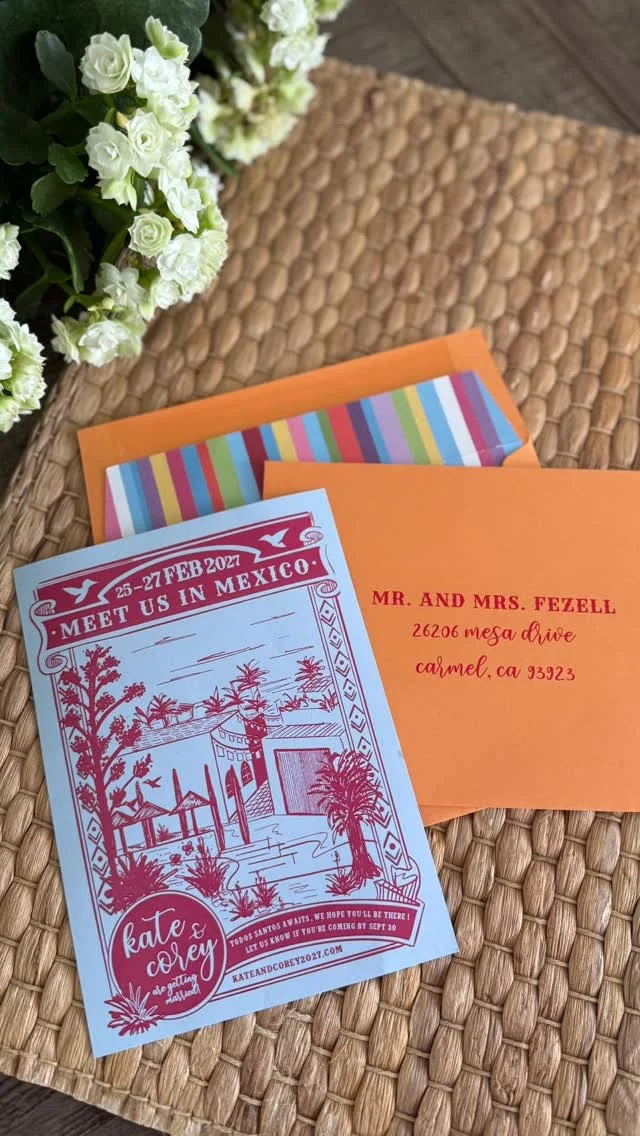 25-27 FEB 2027
· MEET US IN MEXICO ·
kate &
corey
are getting
married!
TODOS SANTOS AWAITS, WE HOPE YOU'LL BE THERE!
LET US KNOW IF YOU'RE COMING BY SEPT 30
KATEANDCOREY2027.COM
MR. AND MRS. FEZELL
26206 mesa drive
carmel, ca 93923